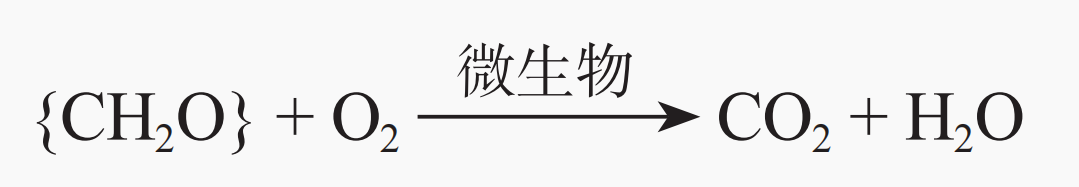 {CH₂O} + O₂ 微生物⟶ CO₂ + H₂O